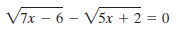 √7x − 6 − √5x + 2 = 0